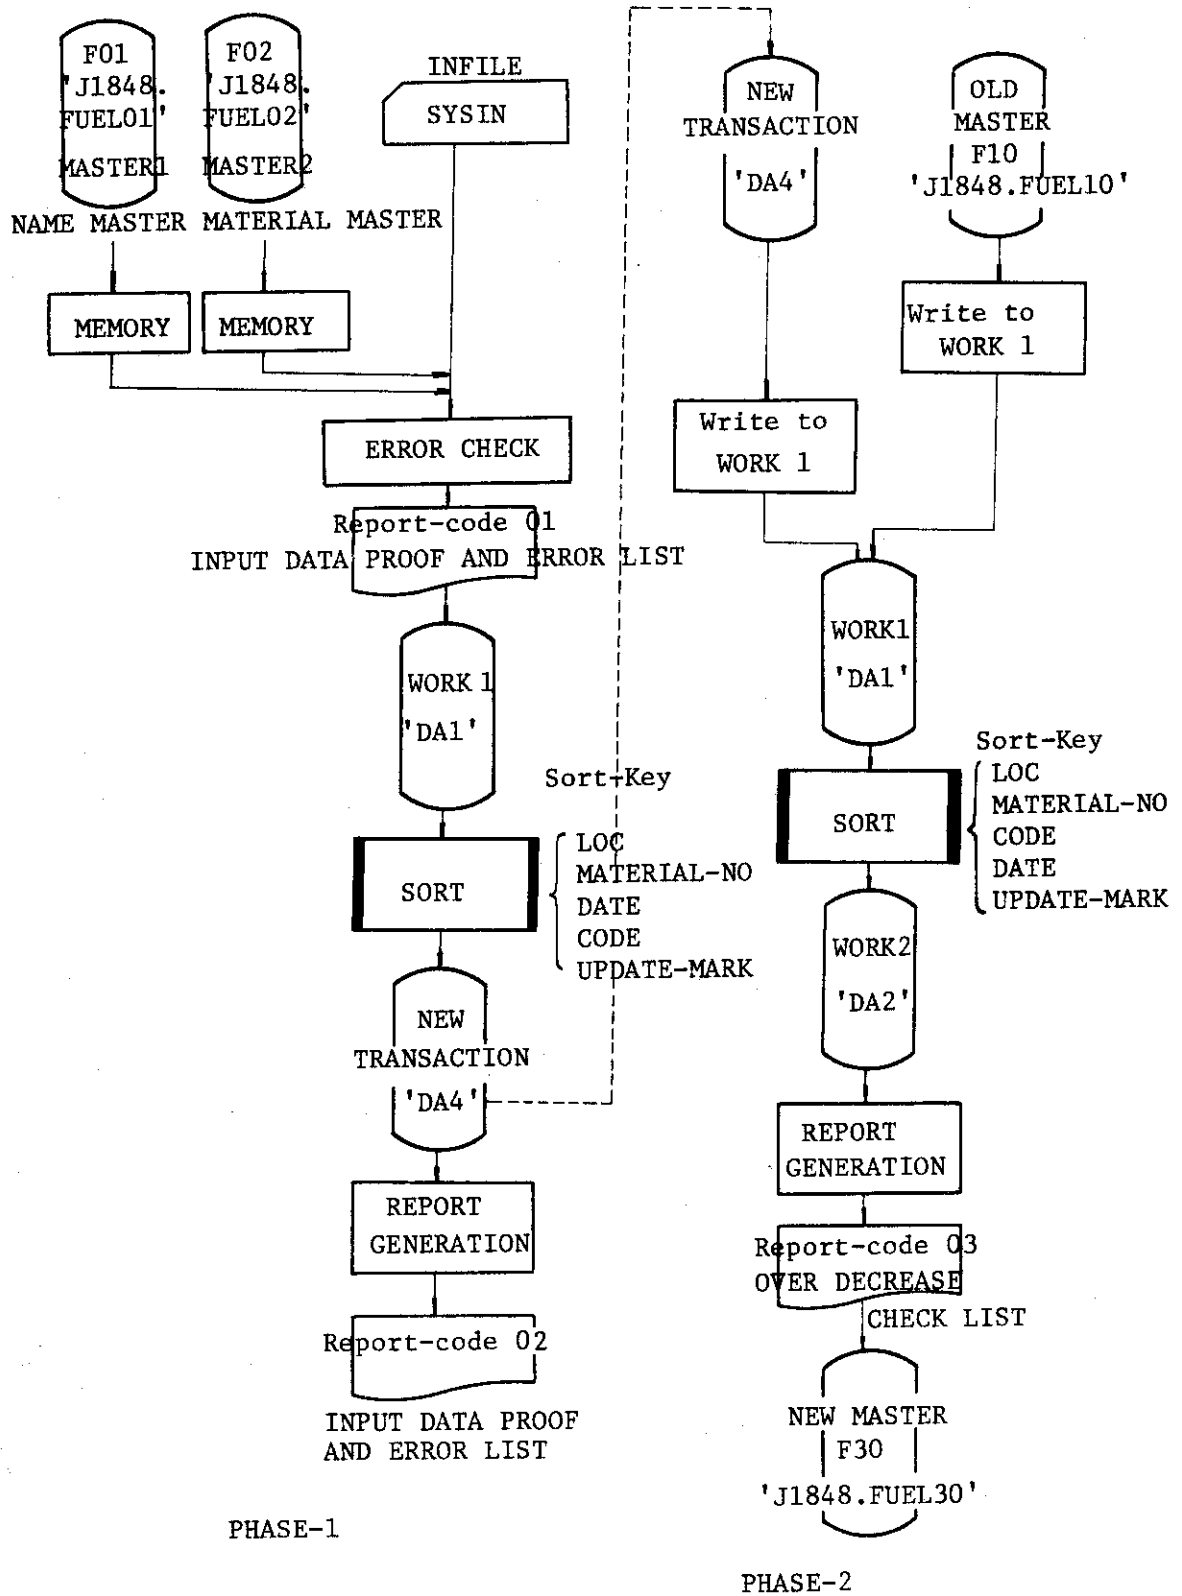 F01
'J1848.
FUEL01'
MASTER1
NAME MASTER
F02
'J1848.
FUEL02'
MASTER2
MATERIAL MASTER
INFILE
SYSIN
MEMORY
MEMORY
ERROR CHECK
Report-code 01
INPUT DATA PROOF AND ERROR LIST
WORK 1
'DA1'
SORT
Sort-Key
LOC
MATERIAL-NO
DATE
CODE
UPDATE-MARK
NEW
TRANSACTION
'DA4'
REPORT
GENERATION
Report-code 02
INPUT DATA PROOF
AND ERROR LIST
PHASE-1
NEW
TRANSACTION
'DA4'
OLD
MASTER
F10
'J1848.FUEL10'
Write to
WORK 1
Write to
WORK 1
WORK1
'DA1'
SORT
Sort-Key
LOC
MATERIAL-NO
CODE
DATE
UPDATE-MARK
WORK2
'DA2'
REPORT
GENERATION
Report-code 03
OVER DECREASE
CHECK LIST
NEW MASTER
F30
'J1848.FUEL30'
PHASE-2